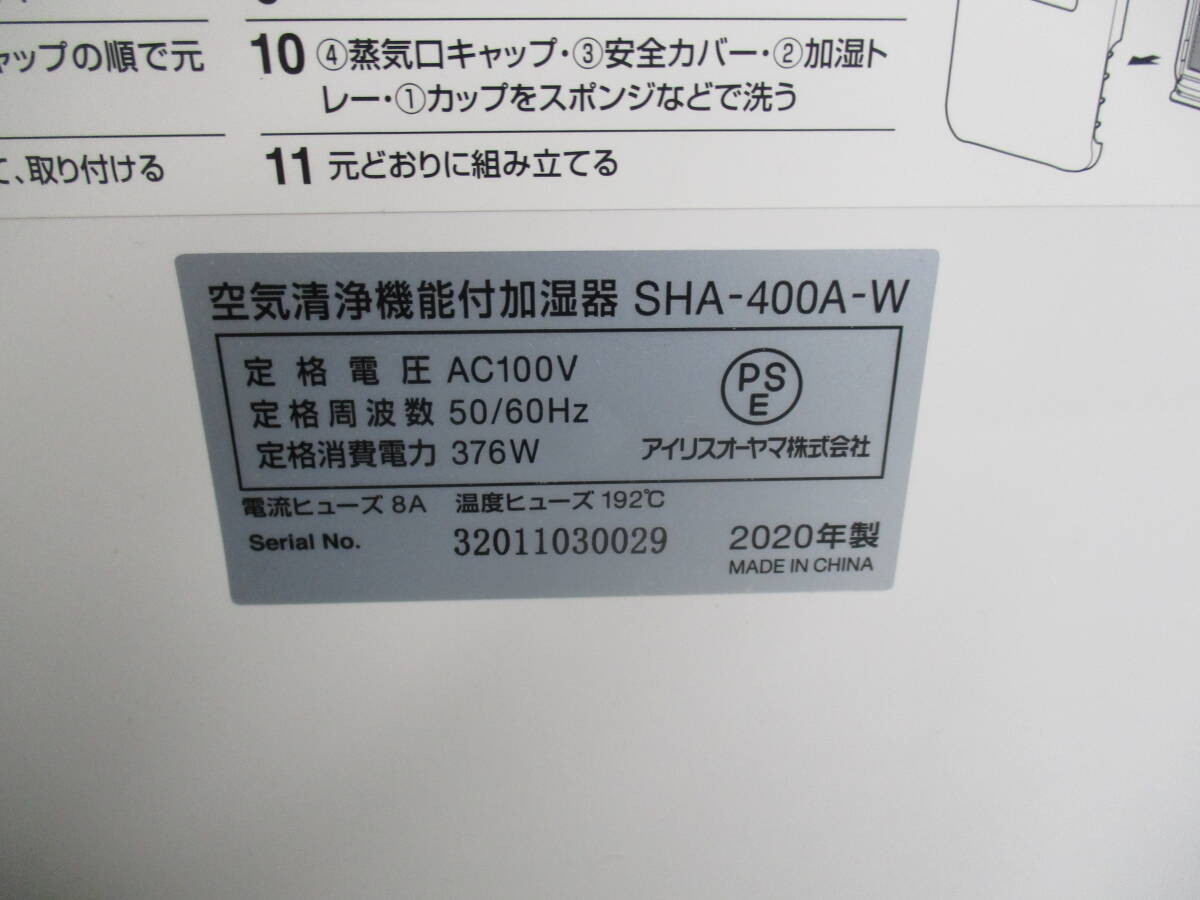 ャップの順で元
て、取り付ける
10 ④蒸気口キャップ・③安全カバー・②加湿ト
レー・①カップをスポンジなどで洗う
11 元どおりに組み立てる
空気清浄機能付加湿器 SHA-400A-W
定格電圧 AC100V
定格周波数 50/60Hz
定格消費電力 376W
PS
E
アイリスオーヤマ株式会社
電流ヒューズ 8A 温度ヒューズ 192℃
Serial No. 32011030029 2020年製
MADE IN CHINA